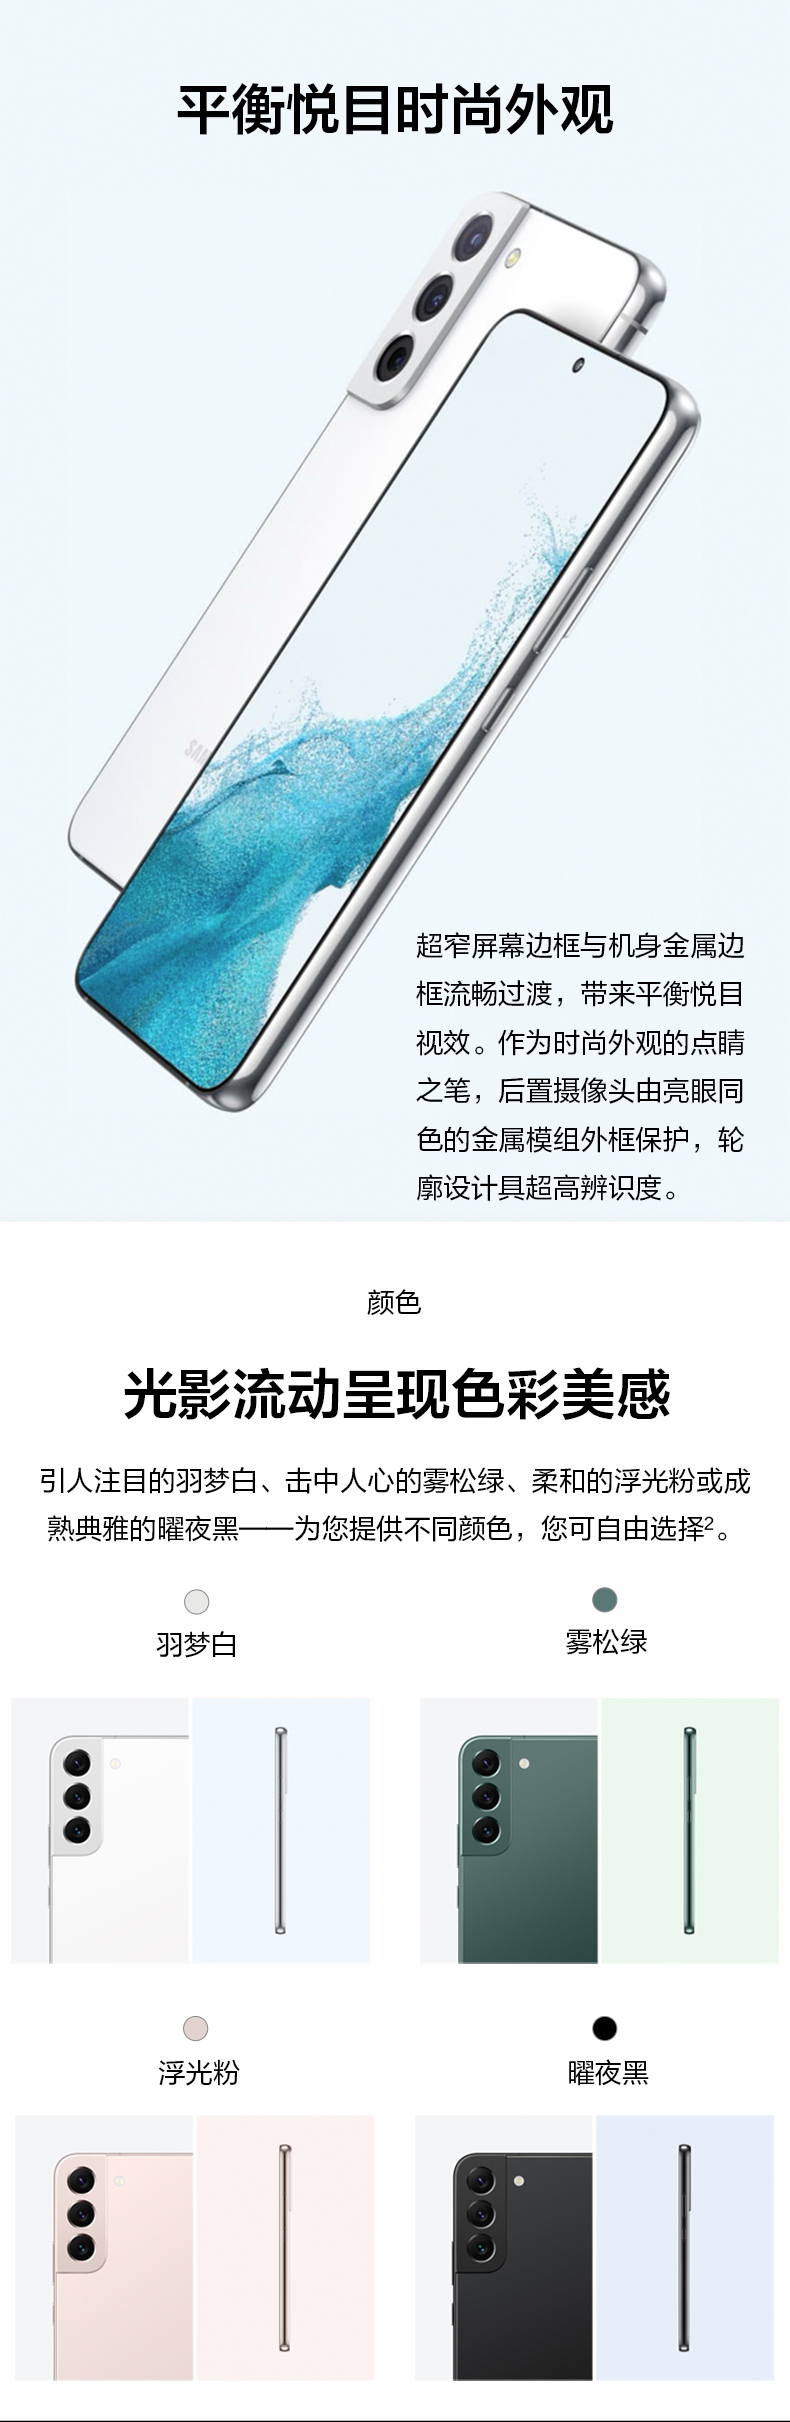 平衡悦目时尚外观
SAM
超窄屏幕边框与机身金属边
框流畅过渡，带来平衡悦目
视效。作为时尚外观的点睛
之笔，后置摄像头由亮眼同
色的金属模组外框保护，轮
廓设计具超高辨识度。
颜色
光影流动呈现色彩美感
引人注目的羽梦白、击中人心的雾松绿、柔和的浮光粉或成
熟典雅的曜夜黑——为您提供不同颜色，您可自由选择²。
羽梦白
雾松绿
浮光粉
曜夜黑